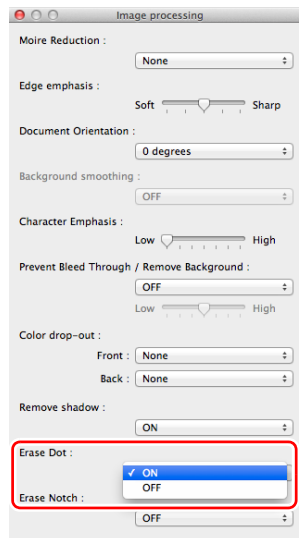 Image processing
Moire Reduction :
None
Edge emphasis :
Soft Sharp
Document Orientation :
0 degrees
Background smoothing :
OFF
Character Emphasis :
Low High
Prevent Bleed Through / Remove Background :
OFF
Low High
Color drop-out :
Front : None
Back : None
Remove shadow :
ON
Erase Dot :
✓ ON
OFF
Erase Notch :
OFF